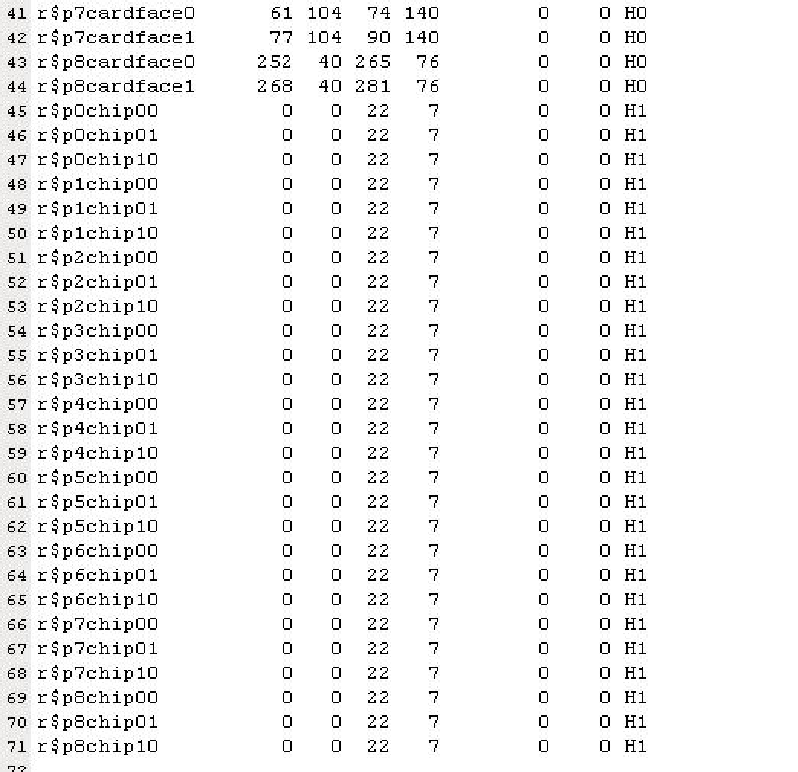 41 r$p7cardface0 61 104 74 140 0 0 H0
42 r$p7cardface1 77 104 90 140 0 0 H0
43 r$p8cardface0 252 40 265 76 0 0 H0
44 r$p8cardface1 268 40 281 76 0 0 H0
45 r$p0chip00 0 0 22 7 0 0 H1
46 r$p0chip01 0 0 22 7 0 0 H1
47 r$p0chip10 0 0 22 7 0 0 H1
48 r$p1chip00 0 0 22 7 0 0 H1
49 r$p1chip01 0 0 22 7 0 0 H1
50 r$p1chip10 0 0 22 7 0 0 H1
51 r$p2chip00 0 0 22 7 0 0 H1
52 r$p2chip01 0 0 22 7 0 0 H1
53 r$p2chip10 0 0 22 7 0 0 H1
54 r$p3chip00 0 0 22 7 0 0 H1
55 r$p3chip01 0 0 22 7 0 0 H1
56 r$p3chip10 0 0 22 7 0 0 H1
57 r$p4chip00 0 0 22 7 0 0 H1
58 r$p4chip01 0 0 22 7 0 0 H1
59 r$p4chip10 0 0 22 7 0 0 H1
60 r$p5chip00 0 0 22 7 0 0 H1
61 r$p5chip01 0 0 22 7 0 0 H1
62 r$p5chip10 0 0 22 7 0 0 H1
63 r$p6chip00 0 0 22 7 0 0 H1
64 r$p6chip01 0 0 22 7 0 0 H1
65 r$p6chip10 0 0 22 7 0 0 H1
66 r$p7chip00 0 0 22 7 0 0 H1
67 r$p7chip01 0 0 22 7 0 0 H1
68 r$p7chip10 0 0 22 7 0 0 H1
69 r$p8chip00 0 0 22 7 0 0 H1
70 r$p8chip01 0 0 22 7 0 0 H1
71 r$p8chip10 0 0 22 7 0 0 H1